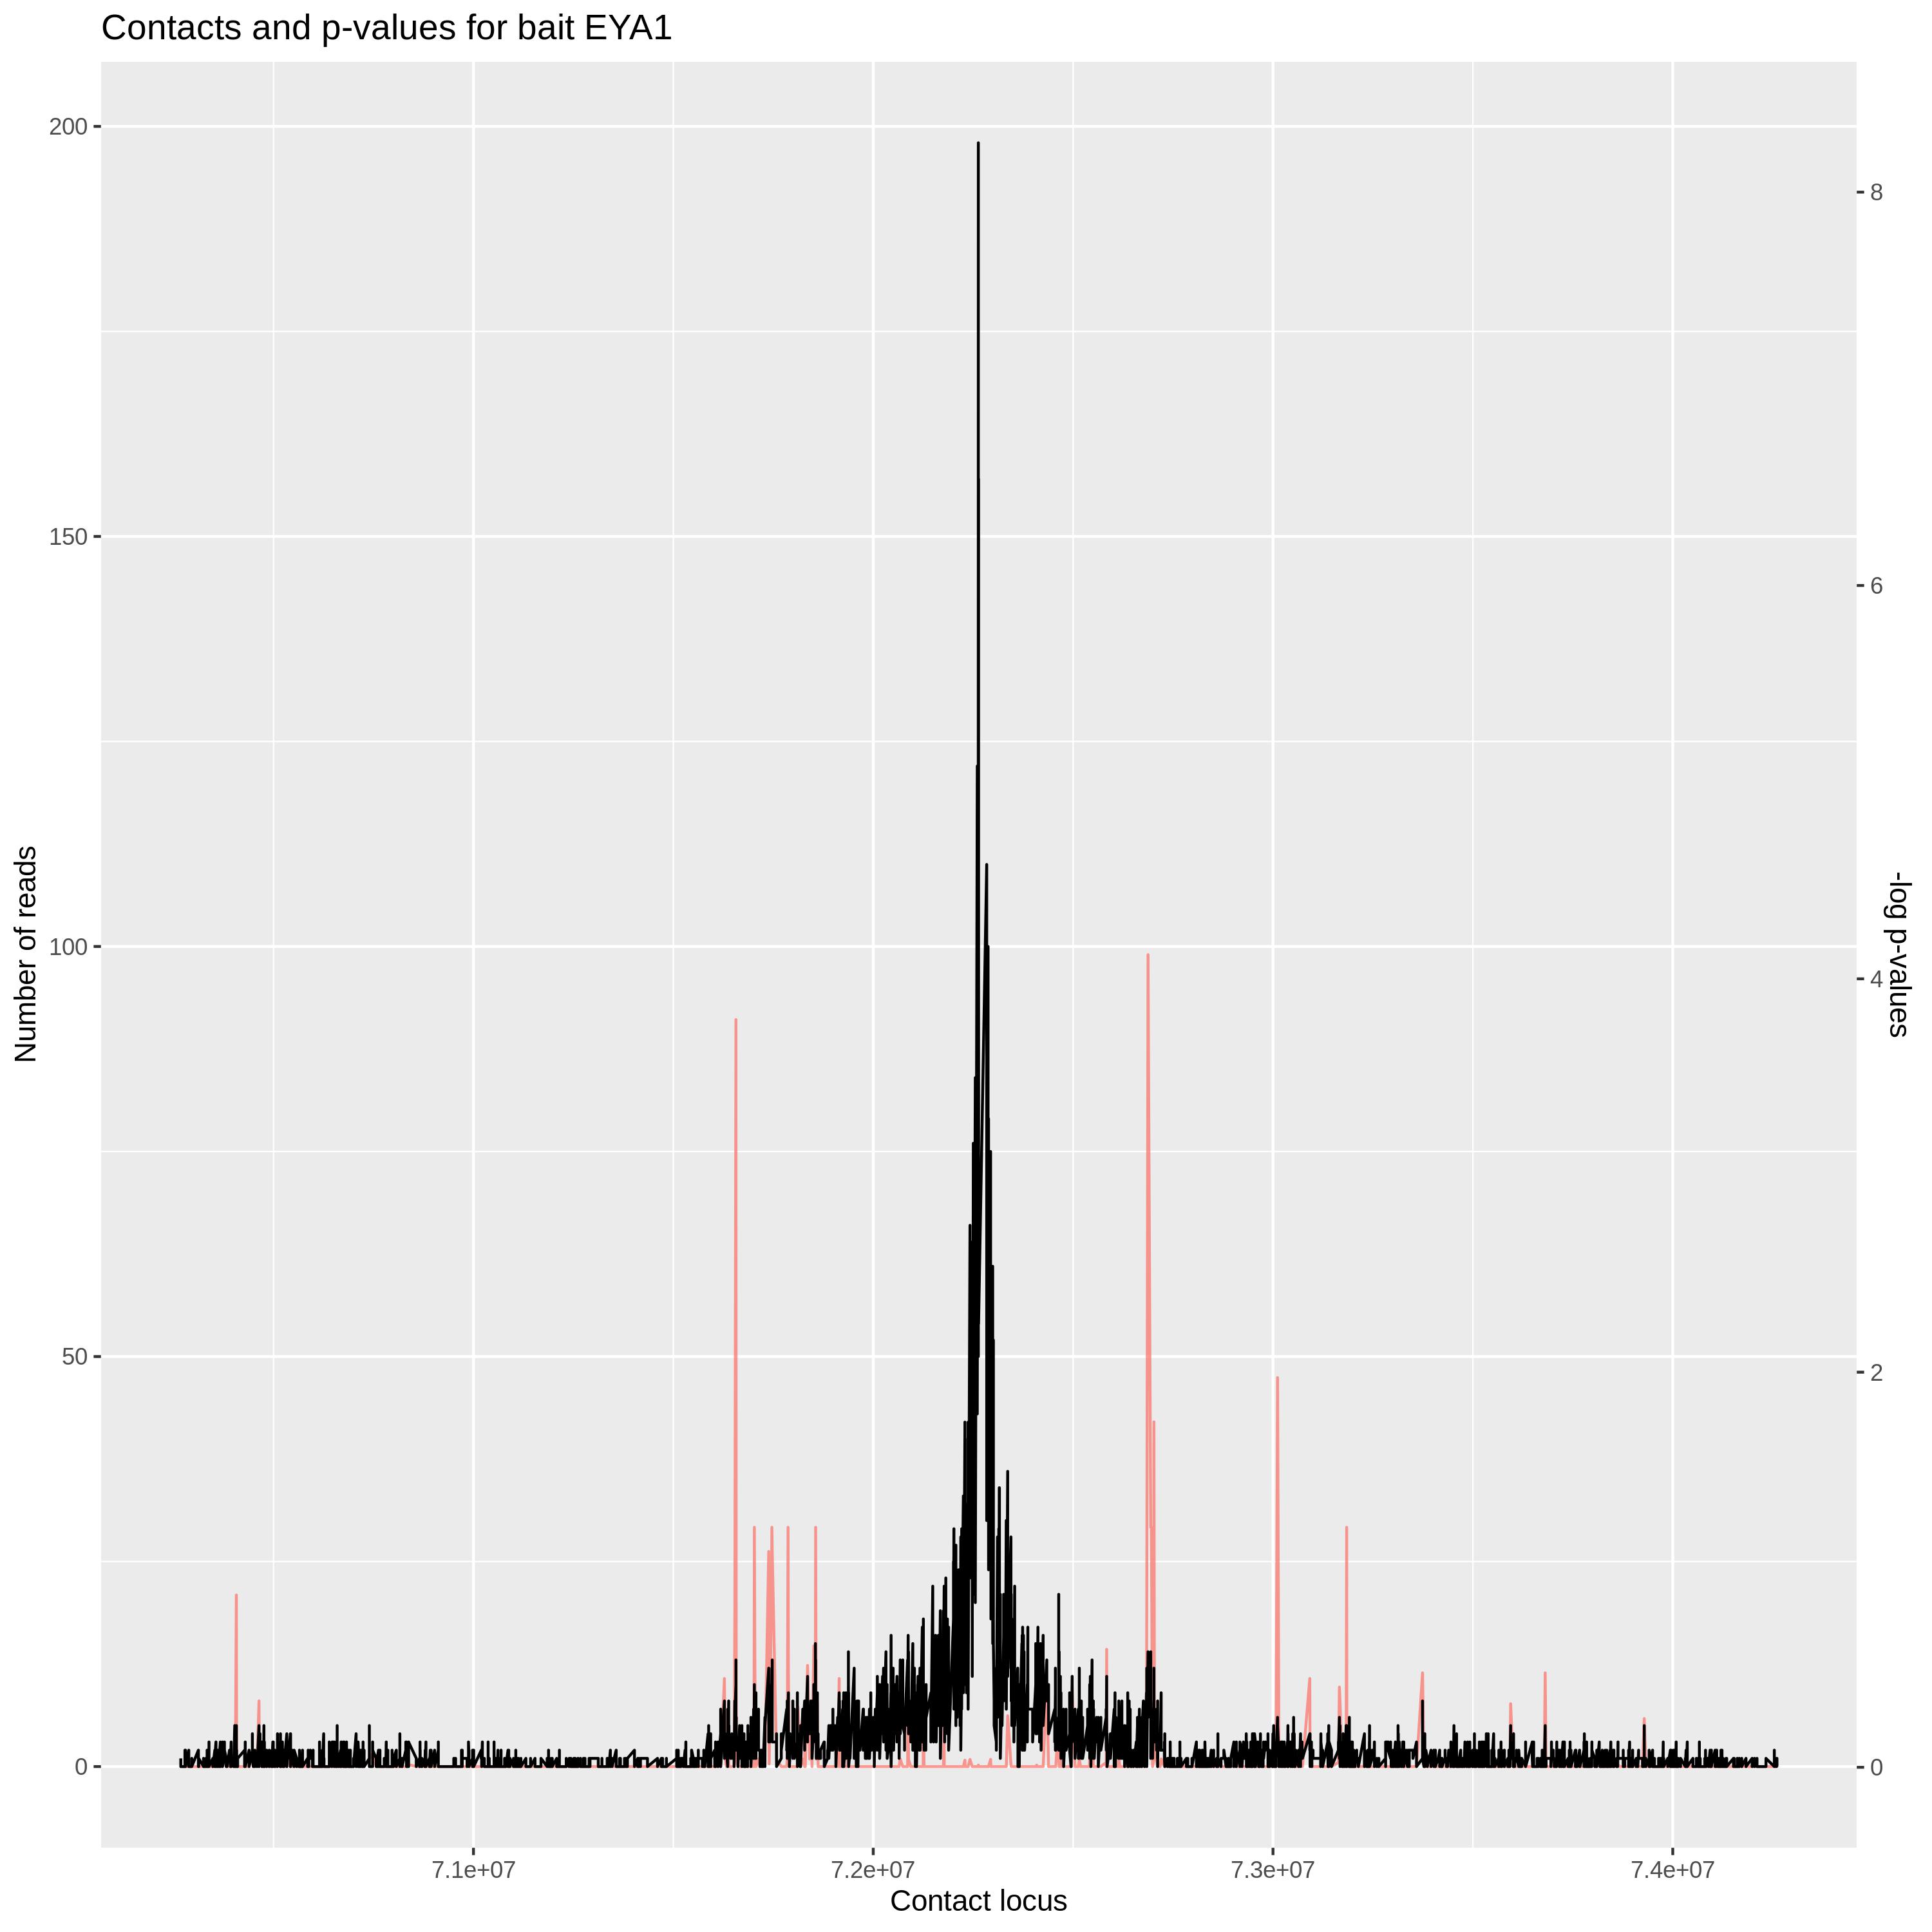 Contacts and p-values for bait EYA1
200
150
100
50
0
Number of reads
8
6
4
2
0
-log p-values
7.1e+07
7.2e+07
7.3e+07
7.4e+07
Contact locus